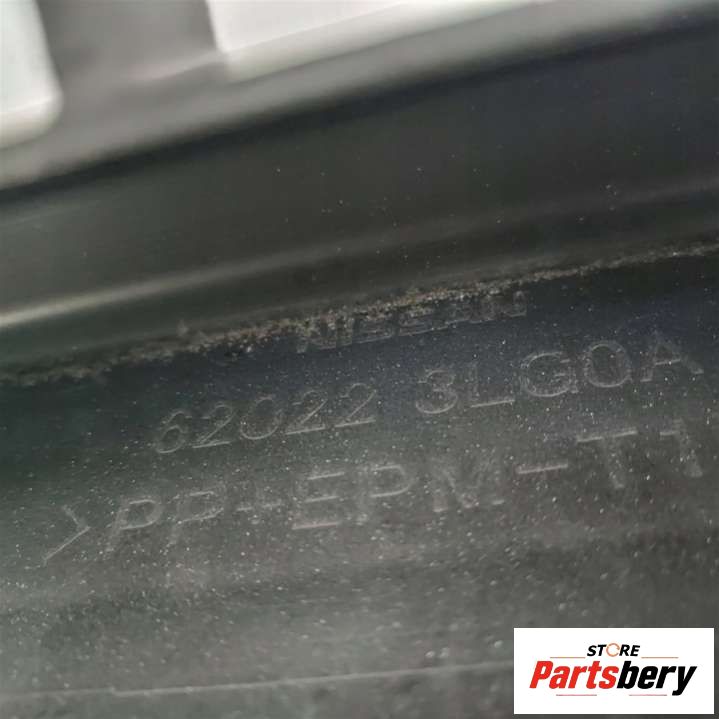 NISSAN
62022 3LG0A
>PP+EPM-T1
STORE
Partsbery